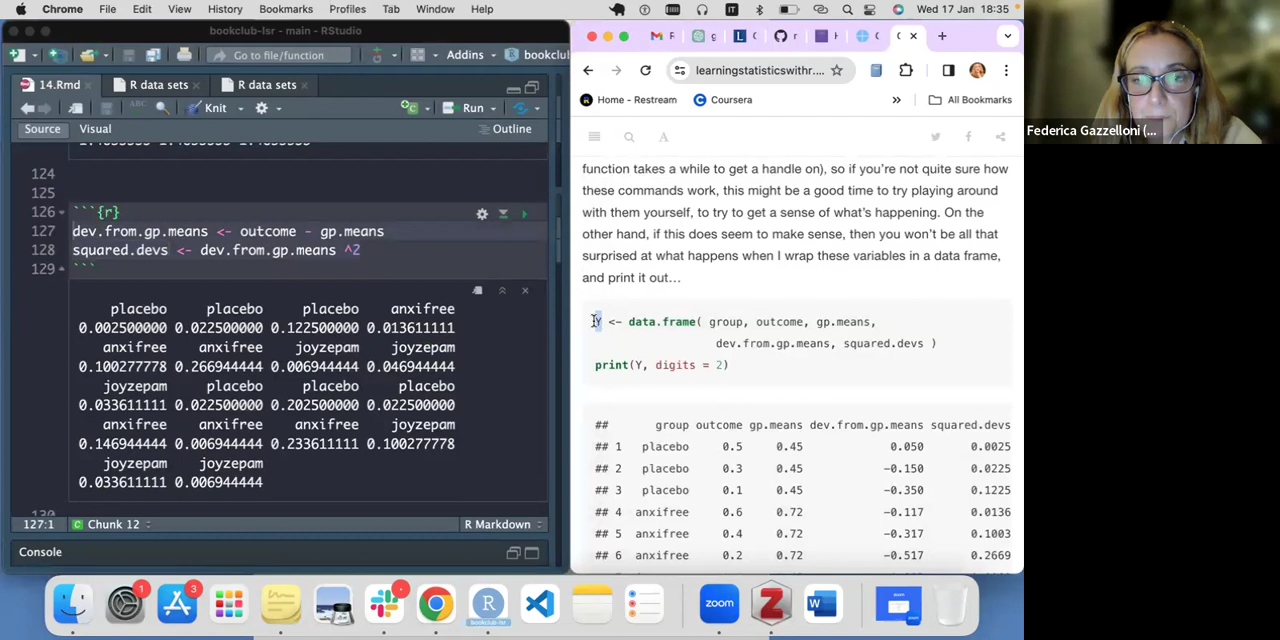 Chrome File Edit View History Bookmarks Profiles Tab Window Help IT Wed 17 Jan 18:35
bookclub-lsr - main - RStudio
Go to file/function Addins bookclub
14.Rmd R data sets R data sets
Knit Run
Source Visual Outline
124
125
126 ```{r}
127 dev.from.gp.means <- outcome - gp.means
128 squared.devs <- dev.from.gp.means ^2
129 ```
placebo placebo placebo anxifree
0.002500000 0.022500000 0.122500000 0.013611111
anxifree anxifree joyzepam joyzepam
0.100277778 0.266944444 0.006944444 0.046944444
joyzepam placebo placebo placebo
0.033611111 0.022500000 0.202500000 0.022500000
anxifree anxifree anxifree joyzepam
0.146944444 0.006944444 0.233611111 0.100277778
joyzepam joyzepam
0.033611111 0.006944444
127:1 Chunk 12 R Markdown
Console
learningstatisticswithr....
Home - Restream Coursera All Bookmarks
function takes a while to get a handle on), so if you're not quite sure how
these commands work, this might be a good time to try playing around
with them yourself, to try to get a sense of what's happening. On the
other hand, if this does seem to make sense, then you won't be all that
surprised at what happens when I wrap these variables in a data frame,
and print it out…
Y <- data.frame( group, outcome, gp.means,
dev.from.gp.means, squared.devs )
print(Y, digits = 2)
## group outcome gp.means dev.from.gp.means squared.devs
## 1 placebo 0.5 0.45 0.050 0.0025
## 2 placebo 0.3 0.45 -0.150 0.0225
## 3 placebo 0.1 0.45 -0.350 0.1225
## 4 anxifree 0.6 0.72 -0.117 0.0136
## 5 anxifree 0.4 0.72 -0.317 0.1003
## 6 anxifree 0.2 0.72 -0.517 0.2669
Federica Gazzelloni (...
1
3
zoom